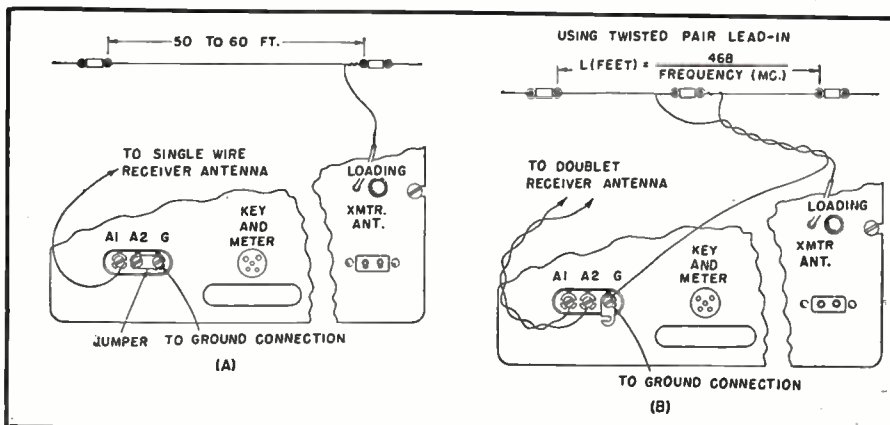 50 TO 60 FT.
TO SINGLE WIRE
RECEIVER ANTENNA
LOADING
XMTR.
ANT.
KEY
AND
METER
A1 A2 G
JUMPER
TO GROUND CONNECTION
(A)
USING TWISTED PAIR LEAD-IN
L(FEET) = 468
FREQUENCY (MC.)
TO DOUBLET
RECEIVER ANTENNA
LOADING
XMTR.
ANT.
KEY
AND
METER
A1 A2 G
TO GROUND CONNECTION
(B)